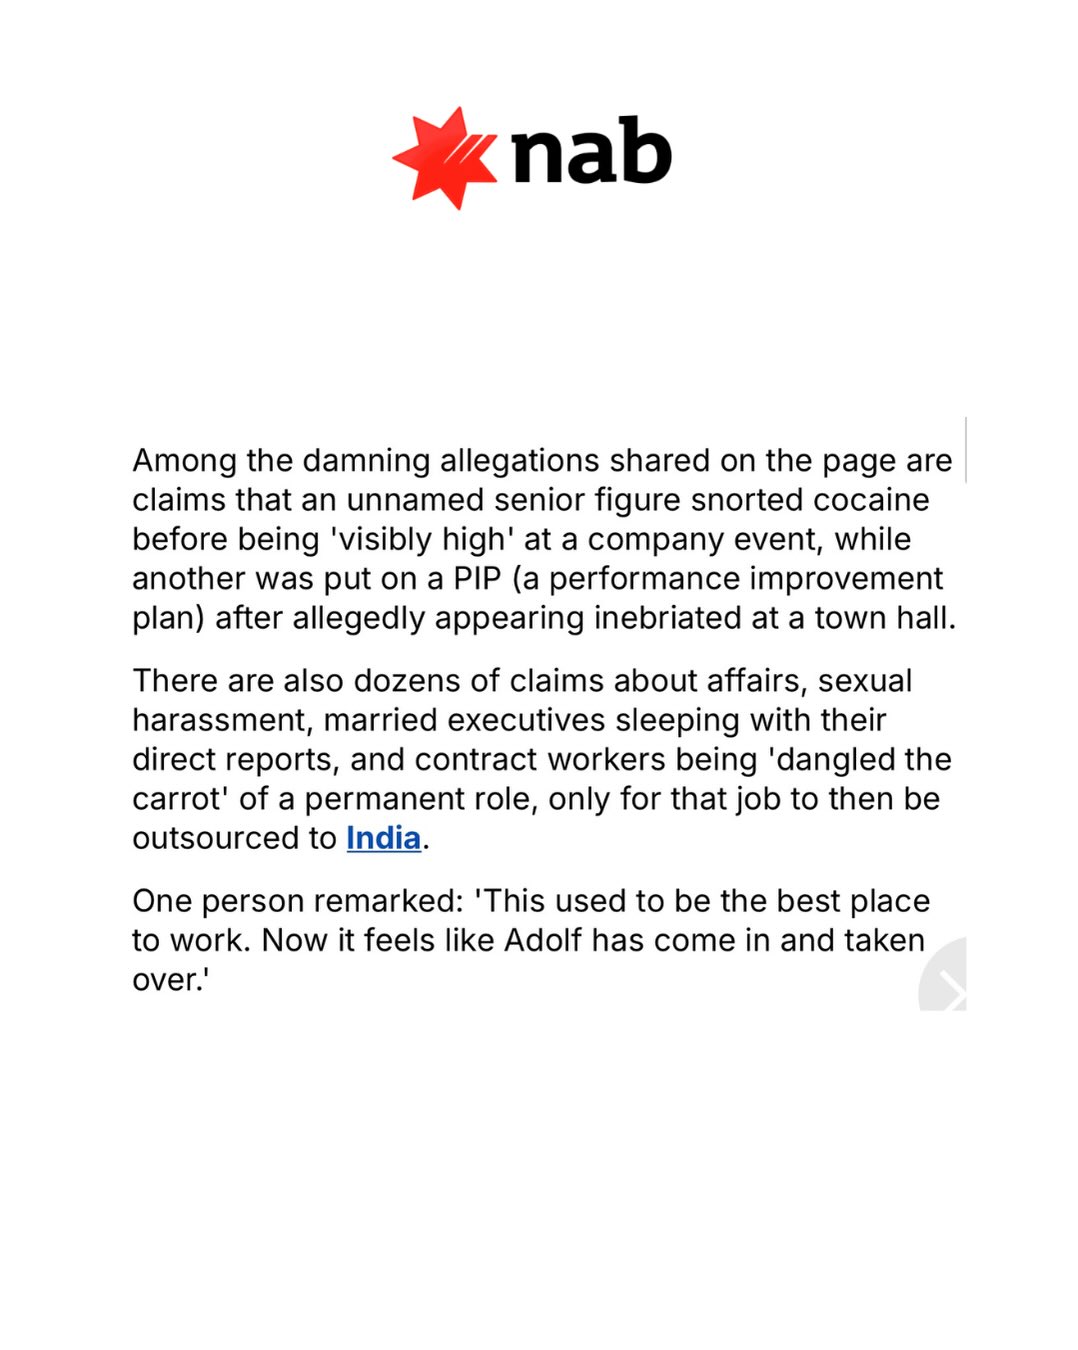 nab
Among the damning allegations shared on the page are
claims that an unnamed senior figure snorted cocaine
before being 'visibly high' at a company event, while
another was put on a PIP (a performance improvement
plan) after allegedly appearing inebriated at a town hall.
There are also dozens of claims about affairs, sexual
harassment, married executives sleeping with their
direct reports, and contract workers being 'dangled the
carrot' of a permanent role, only for that job to then be
outsourced to India.
One person remarked: 'This used to be the best place
to work. Now it feels like Adolf has come in and taken
over.'